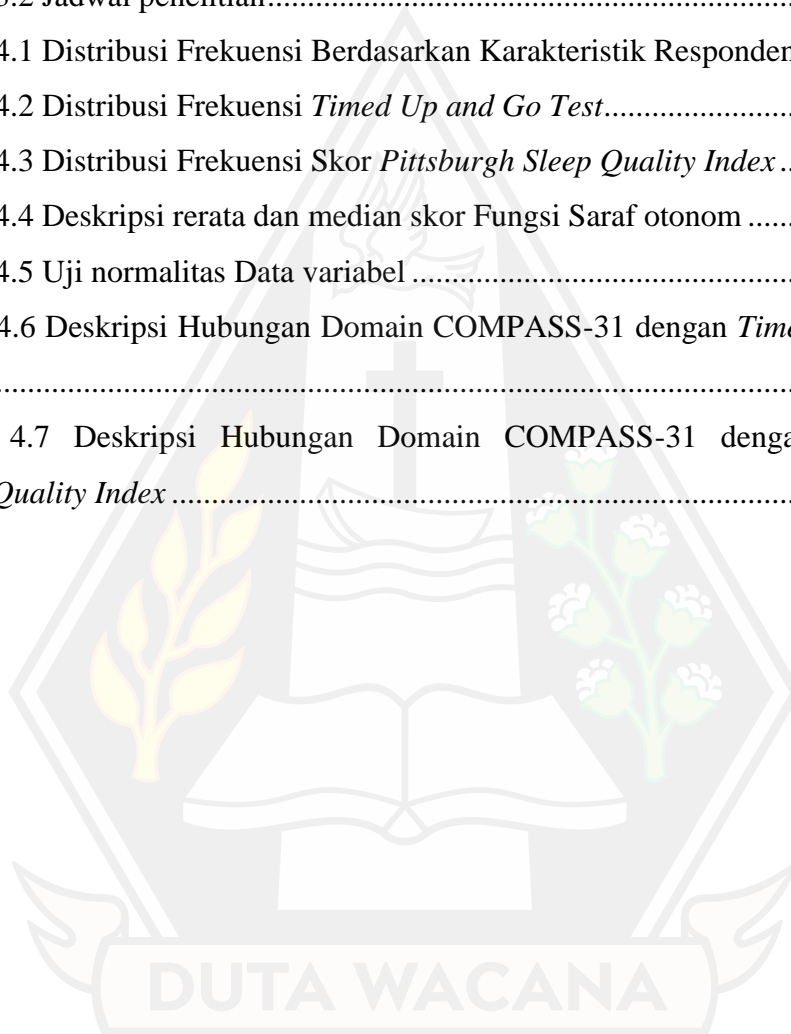 3.2 Jadwal penelitian................................................................
4.1 Distribusi Frekuensi Berdasarkan Karakteristik Responden
4.2 Distribusi Frekuensi Timed Up and Go Test......................
4.3 Distribusi Frekuensi Skor Pittsburgh Sleep Quality Index ..
4.4 Deskripsi rerata dan median skor Fungsi Saraf otonom ......
4.5 Uji normalitas Data variabel ................................................
4.6 Deskripsi Hubungan Domain COMPASS-31 dengan
................................................................................................
4.7 Deskripsi Hubungan Domain COMPASS-31
Quality Index ..............................................................................
DUTA WACANA